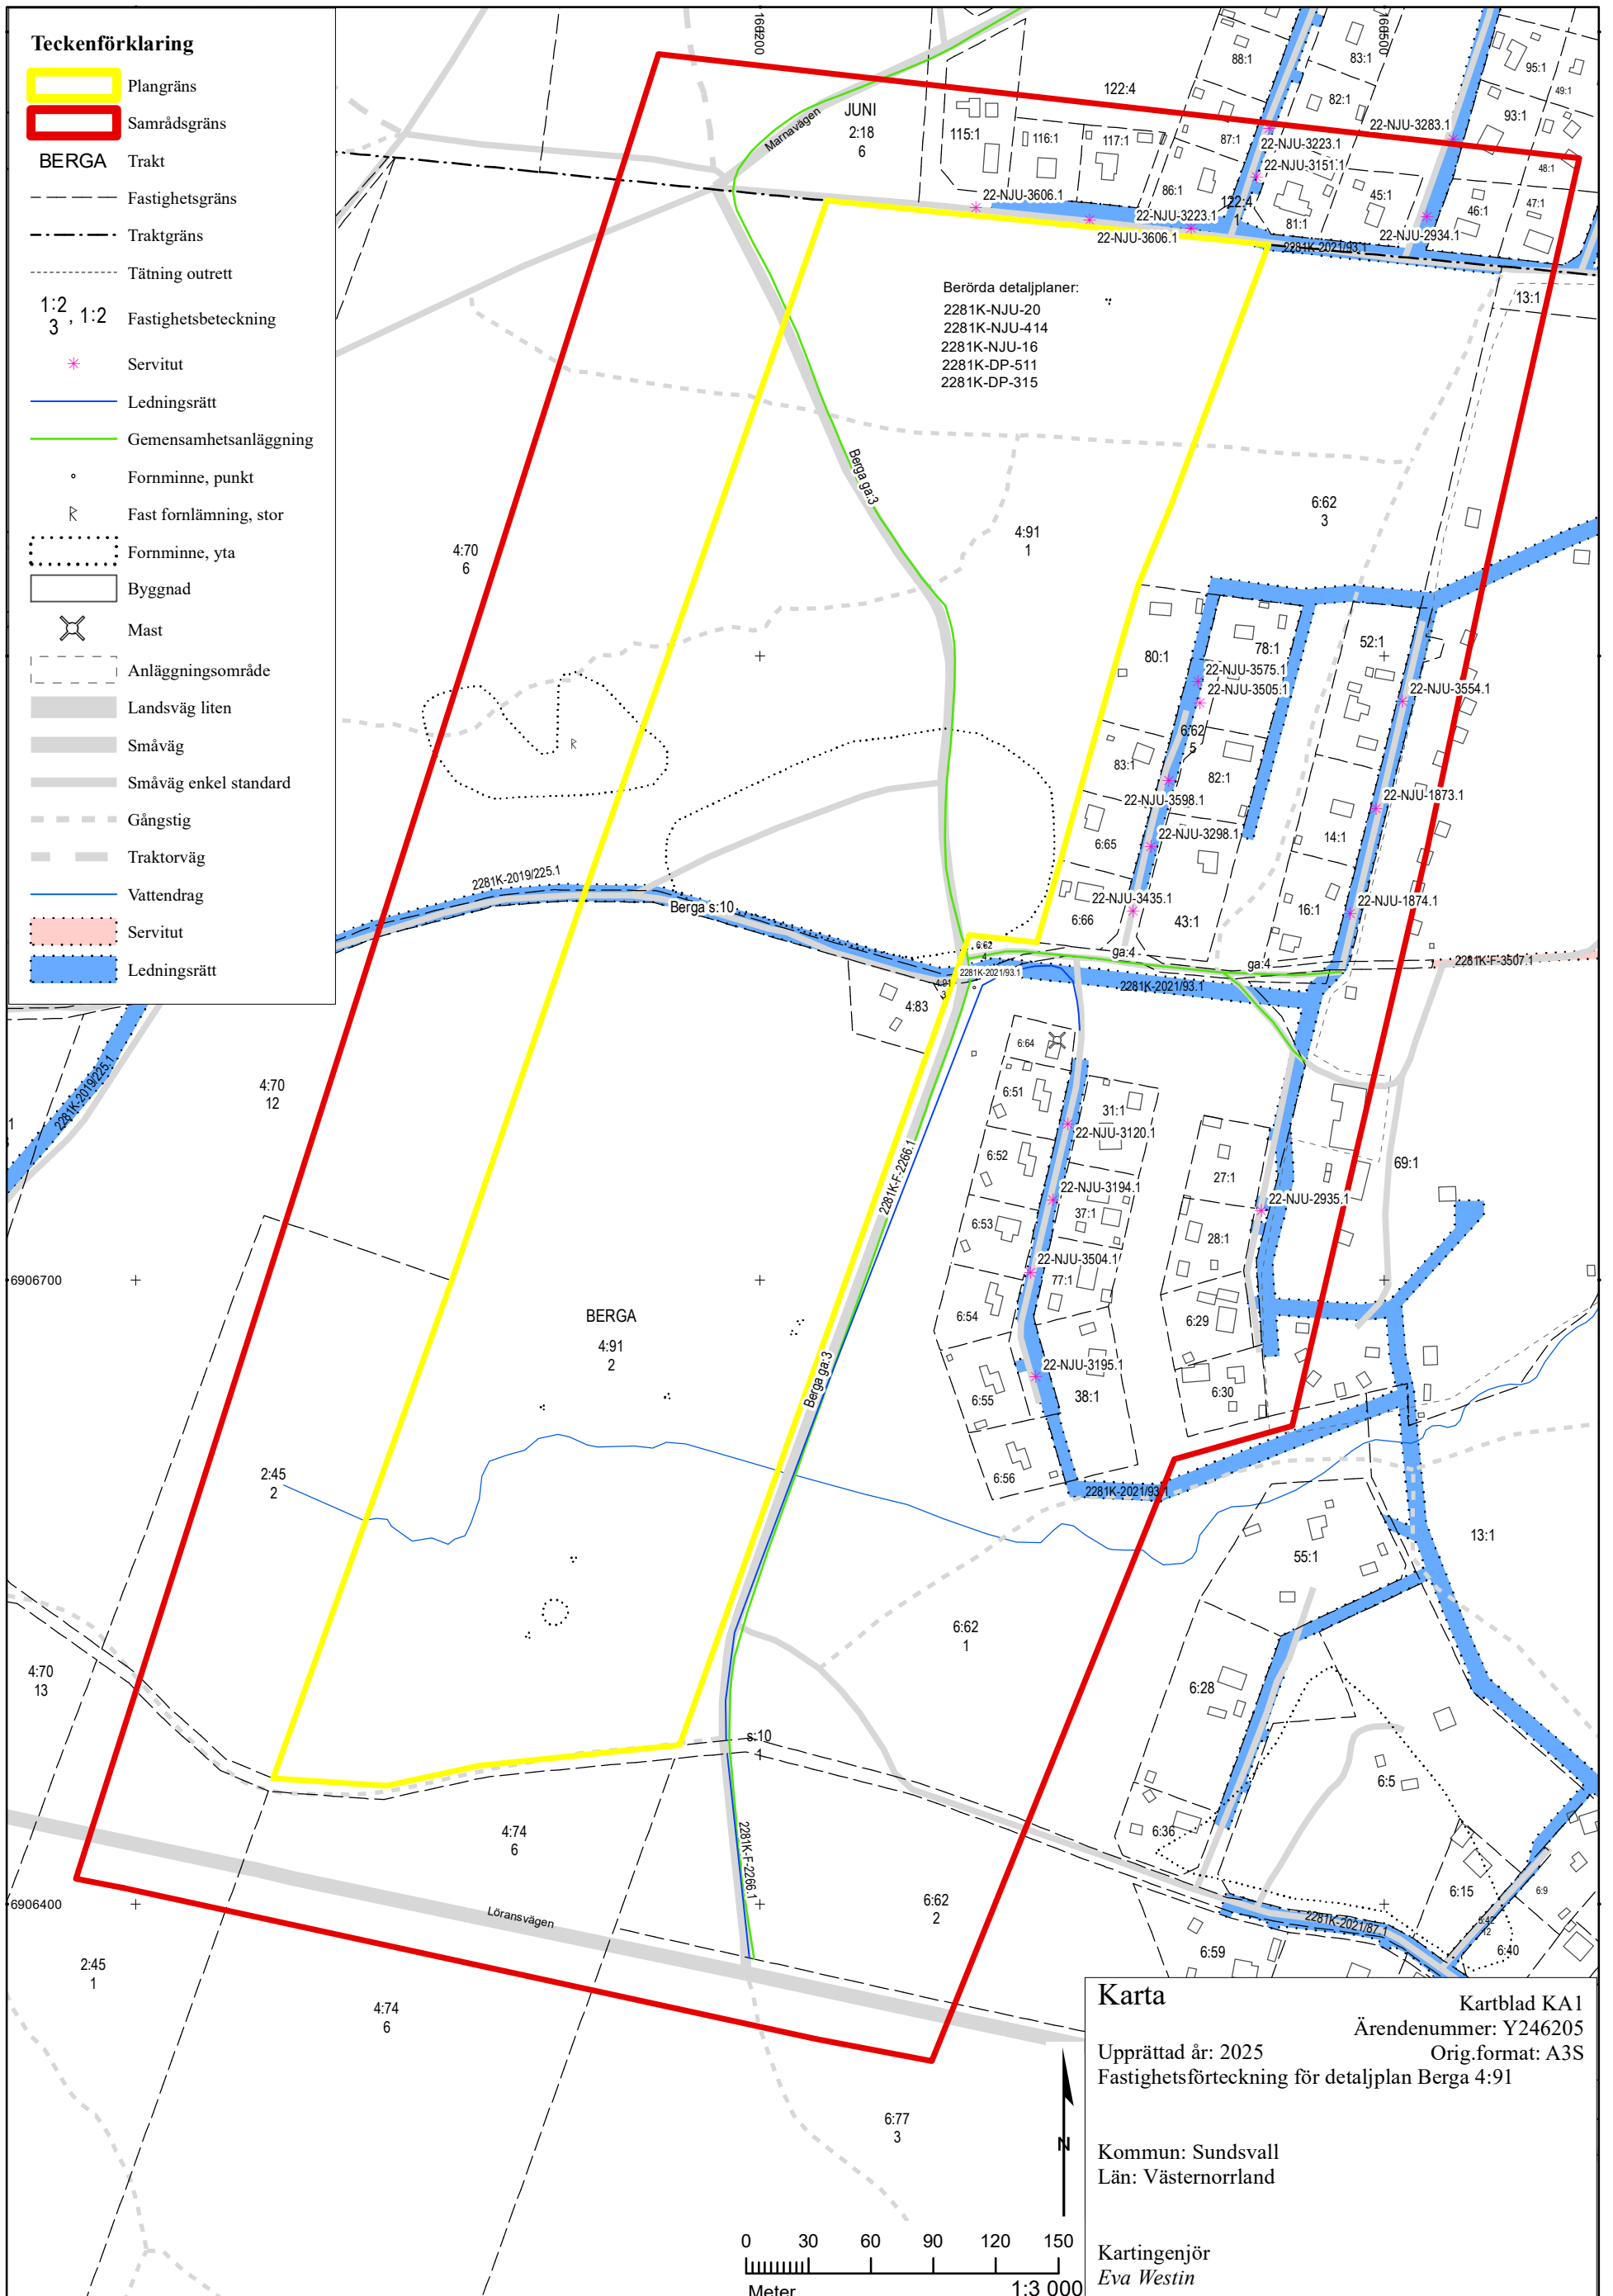 Teckenförklaring
Plangräns
Samrådsgräns
BERGA Trakt
Fastighetsgräns
Traktgräns
Tätning outrett
1:2
3 , 1:2 Fastighetsbeteckning
Servitut
Ledningsrätt
Gemensamhetsanläggning
Fornminne, punkt
R Fast fornlämning, stor
Fornminne, yta
Byggnad
Mast
Anläggningsområde
Landsväg liten
Småväg
Småväg enkel standard
Gångstig
Traktorväg
Vattendrag
Servitut
Ledningsrätt
160200
160500
122:4
88:1
83:1
95:1
49:1
82:1
93:1
JUNI
2:18
6
Marnavägen
115:1
116:1
117:1
87:1
22-NJU-3283.1
22-NJU-3223.1
22-NJU-3151.1
48:1
86:1
122:4
1
45:1
46:1
47:1
81:1
22-NJU-3606.1
22-NJU-3223.1
22-NJU-3606.1
22-NJU-2934.1
2281K-2021/93.1
13:1
Berörda detaljplaner:
2281K-NJU-20
2281K-NJU-414
2281K-NJU-16
2281K-DP-511
2281K-DP-315
Berga ga:3
4:70
6
4:91
1
6:62
3
80:1
78:1
52:1
22-NJU-3575.1
22-NJU-3505.1
22-NJU-3554.1
6:62
5
83:1
82:1
22-NJU-3598.1
22-NJU-1873.1
R
6:65
22-NJU-3298.1
14:1
2281K-2019/225.1
Berga s:10
6:66
22-NJU-3435.1
43:1
16:1
22-NJU-1874.1
6:62
4
ga:4
ga:4
2281K-F-3507.1
2281K-2021/93.1
2281K-2021/93.1
4:91
3
4:83
6:64
2281K-2019/225.1
4:70
12
6:51
31:1
22-NJU-3120.1
6:52
69:1
2281K-F-2266.1
22-NJU-3194.1
27:1
22-NJU-2935.1
6:53
37:1
28:1
22-NJU-3504.1
77:1
6906700
6:54
6:29
BERGA
4:91
2
Berga ga:3
22-NJU-3195.1
6:55
38:1
6:30
2:45
2
6:56
2281K-2021/93.1
13:1
55:1
6:62
1
4:70
13
6:28
s:10
1
6:5
4:74
6
6:36
2281K-F-2266.1
6:62
2
6:15
6:9
6906400
Löransvägen
2281K-2021/87.1
6:40
6:59
2:45
1
4:74
6
6:77
3
N
0 30 60 90 120 150
Meter 1:3 000
Karta
Kartblad KA1
Ärendenummer: Y246205
Upprättad år: 2025 Orig.format: A3S
Fastighetsförteckning för detaljplan Berga 4:91
Kommun: Sundsvall
Län: Västernorrland
Kartingenjör
Eva Westin